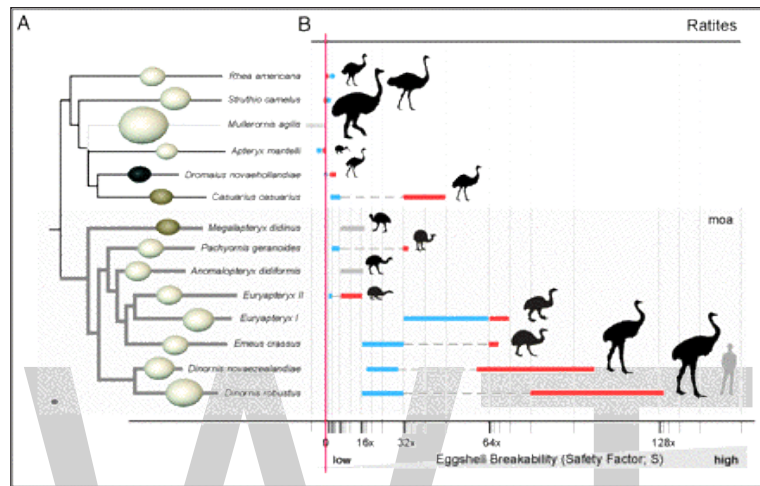 A
B
Ratites
Rhea americana
Struthio camelus
Mullerornis agilis
Apteryx mantelli
Dromaius novaehollandiae
Casuarius casuarius
moa
Megalapteryx didinus
Pachyornis geranoides
Anomalopteryx didiformis
Euryapteryx II
Euryapteryx I
Emeus crassus
Dinornis novaezealandiae
Dinornis robustus
0 16x 32x 64x 128x
low Eggshell Breakability (Safety Factor; S) high